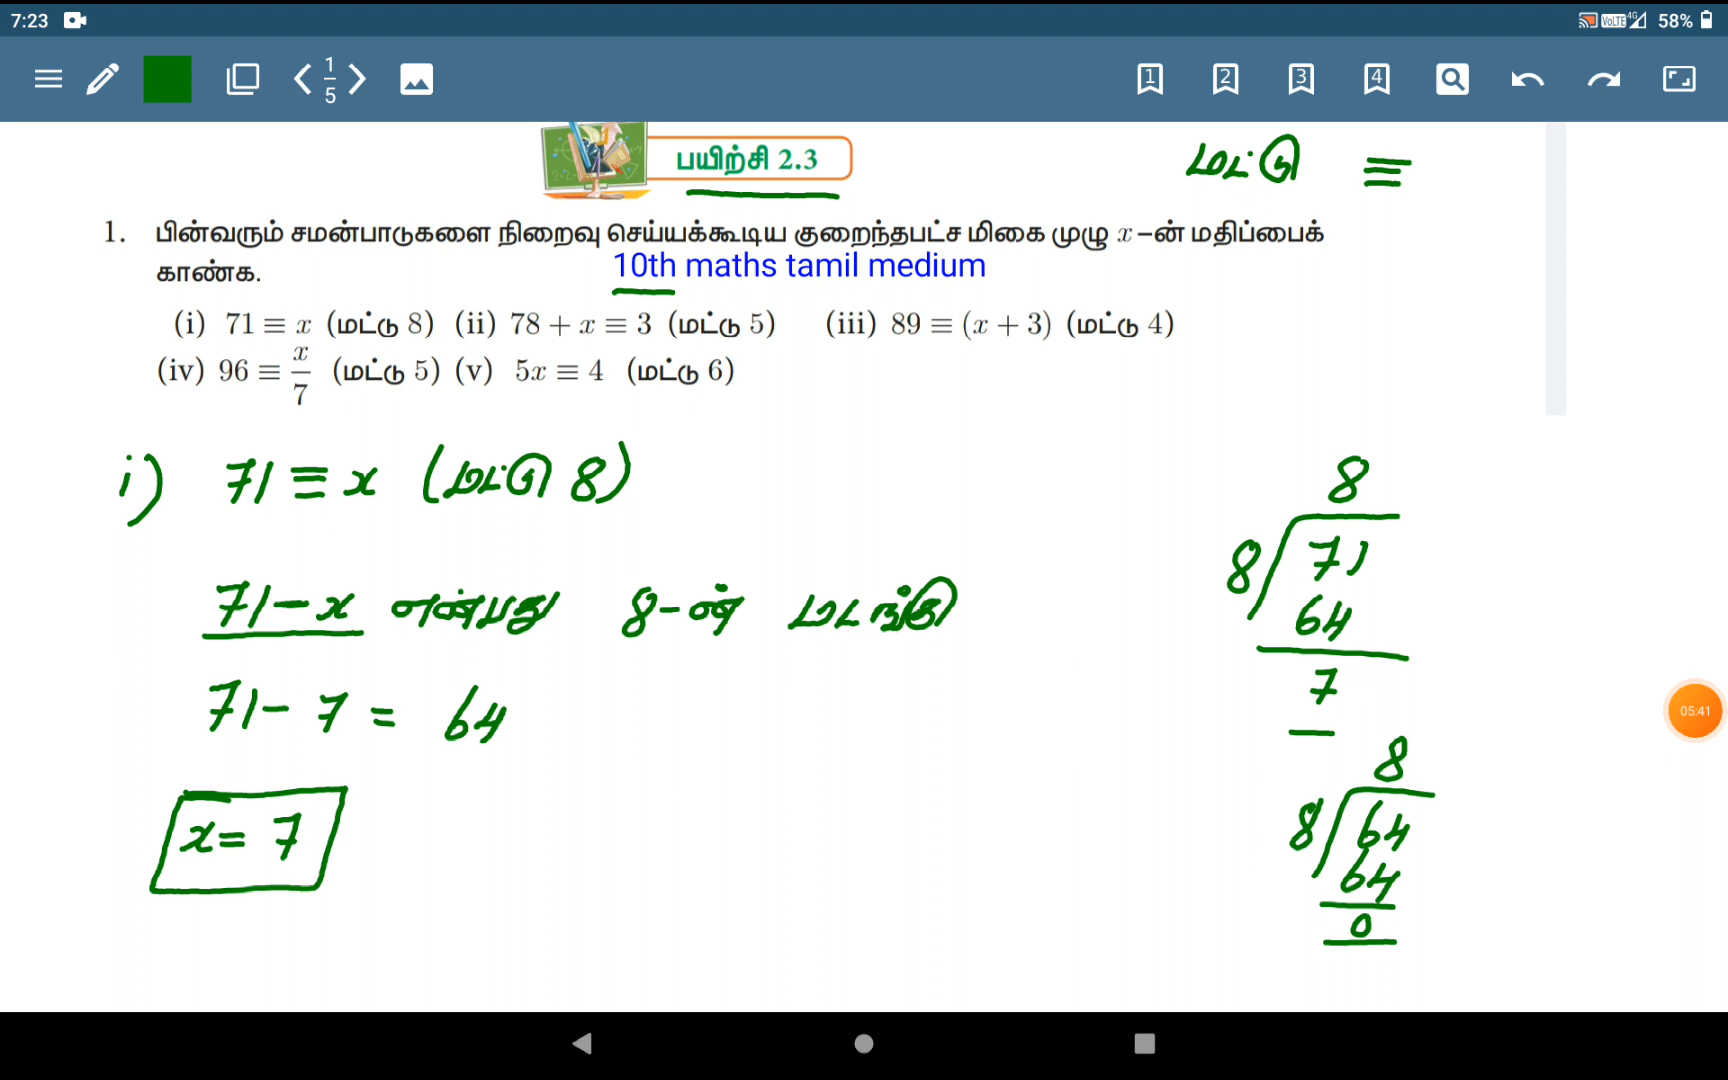 7:23 VoLTE 4G 58%
1
5
1 2 3 4
பயிற்சி 2.3
மட்டு ≡
1. பின்வரும் சமன்பாடுகளை நிறைவு செய்யக்கூடிய குறைந்தபட்ச மிகை முழு x–ன் மதிப்பைக்
காண்க.
10th maths tamil medium
(i) 71 ≡ x (மட்டு 8) (ii) 78 + x ≡ 3 (மட்டு 5) (iii) 89 ≡ (x + 3) (மட்டு 4)
(iv) 96 ≡ x/7 (மட்டு 5) (v) 5x ≡ 4 (மட்டு 6)
i) 71 ≡ x (மட்டு 8)
71 – x என்பது 8-ன் மடங்கு
71 – 7 = 64
x = 7
8
8 71
64
7
8
8 64
64
0
05:41